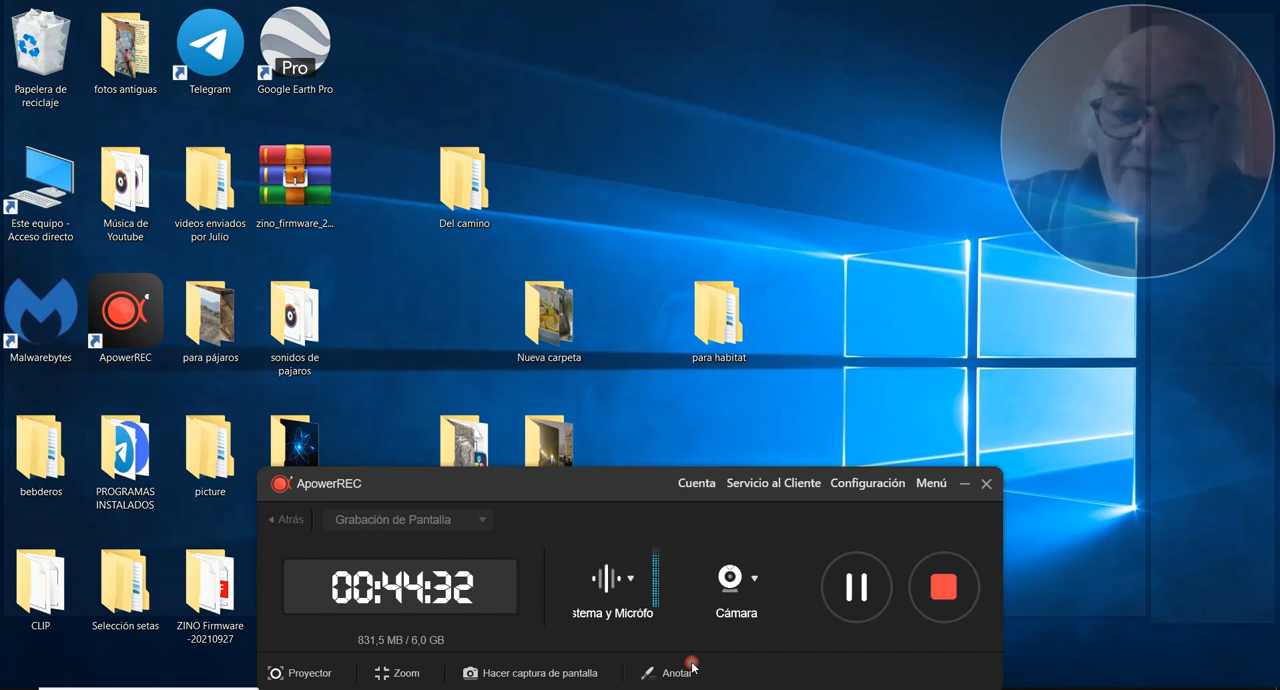 Papelera de
reciclaje
fotos antiguas
Telegram
Pro
Google Earth Pro
Este equipo -
Acceso directo
Música de
Youtube
videos enviados
por Julio
zino_firmware_2...
Del camino
Malwarebytes
ApowerREC
para pájaros
sonidos de
pajaros
Nueva carpeta
para habitat
bebderos
PROGRAMAS
INSTALADOS
picture
CLIP
Selección setas
ZINO Firmware
-20210927
ApowerREC
Cuenta Servicio al Cliente Configuración Menú
Atrás
Grabación de Pantalla
00:44:32
831,5 MB / 6,0 GB
stema y Micrófo
Cámara
Proyector
Zoom
Hacer captura de pantalla
Anotar